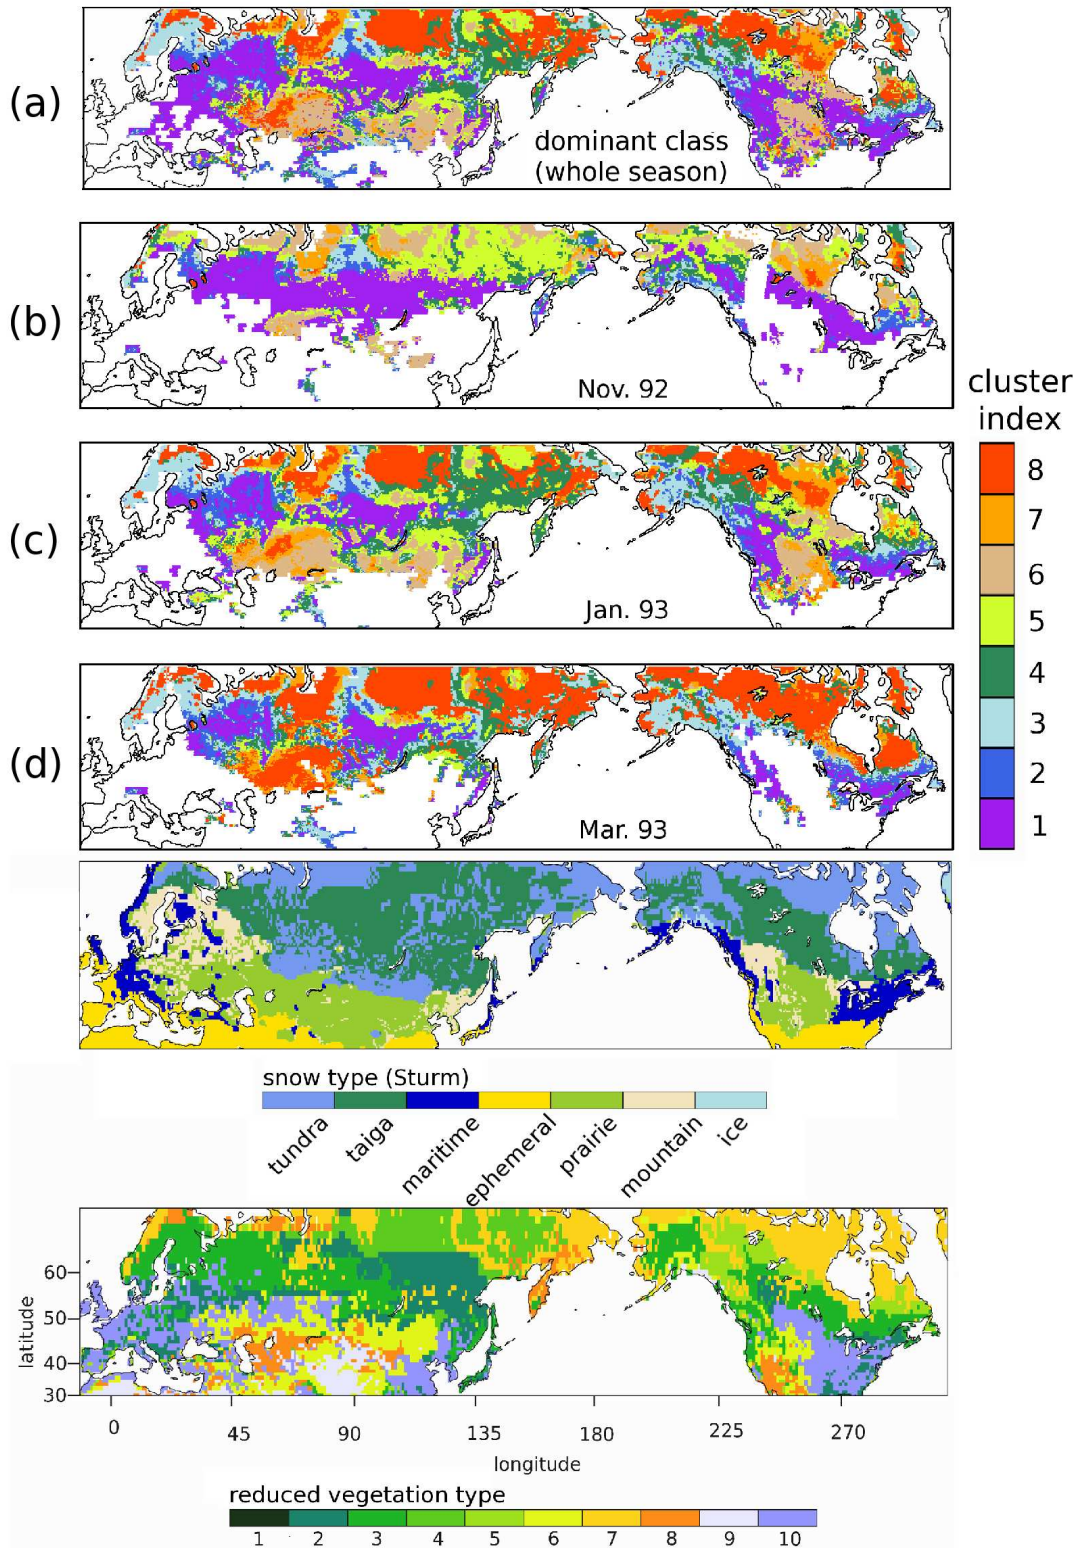 (a)
dominant class
(whole season)
(b)
Nov. 92
cluster
index
8
7
6
5
4
3
2
1
(c)
Jan. 93
(d)
Mar. 93
snow type (Sturm)
tundra
taiga
maritime
ephemeral
prairie
mountain
ice
60
50
40
30
latitude
0 45 90 135 180 225 270
longitude
reduced vegetation type
1 2 3 4 5 6 7 8 9 10